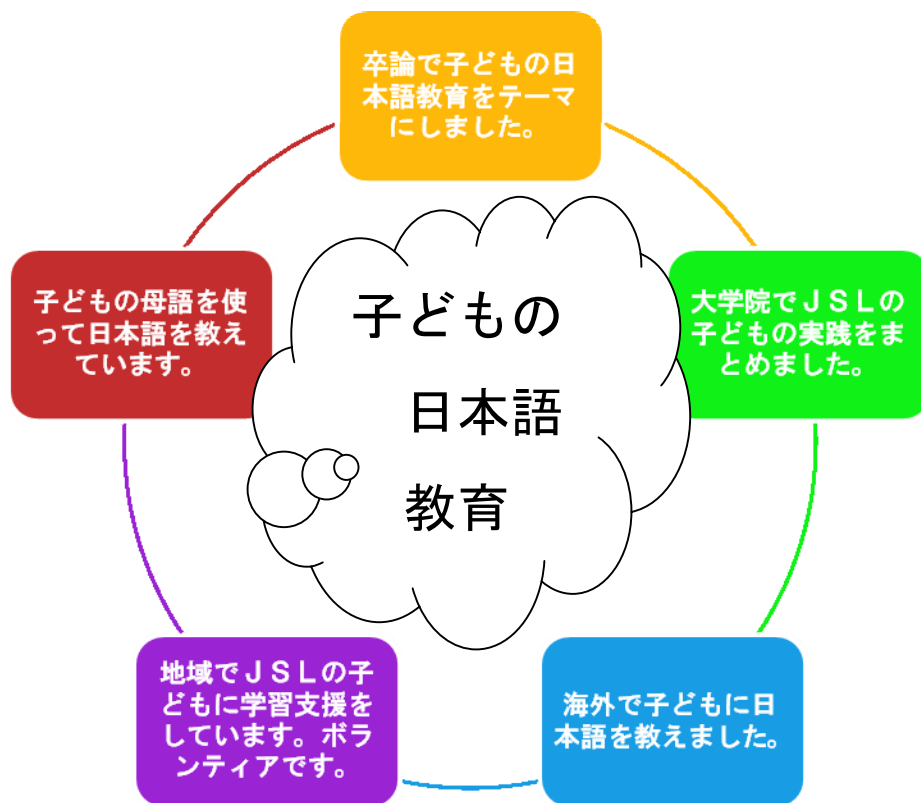 卒論で子どもの日
本語教育をテーマ
にしました。
子どもの母語を使
って日本語を教え
ています。
子どもの
日本語
教育
大学院でＪＳＬの
子どもの実践をま
とめました。
地域でＪＳＬの子
どもに学習支援を
しています。ボラ
ンティアです。
海外で子どもに日
本語を教えました。